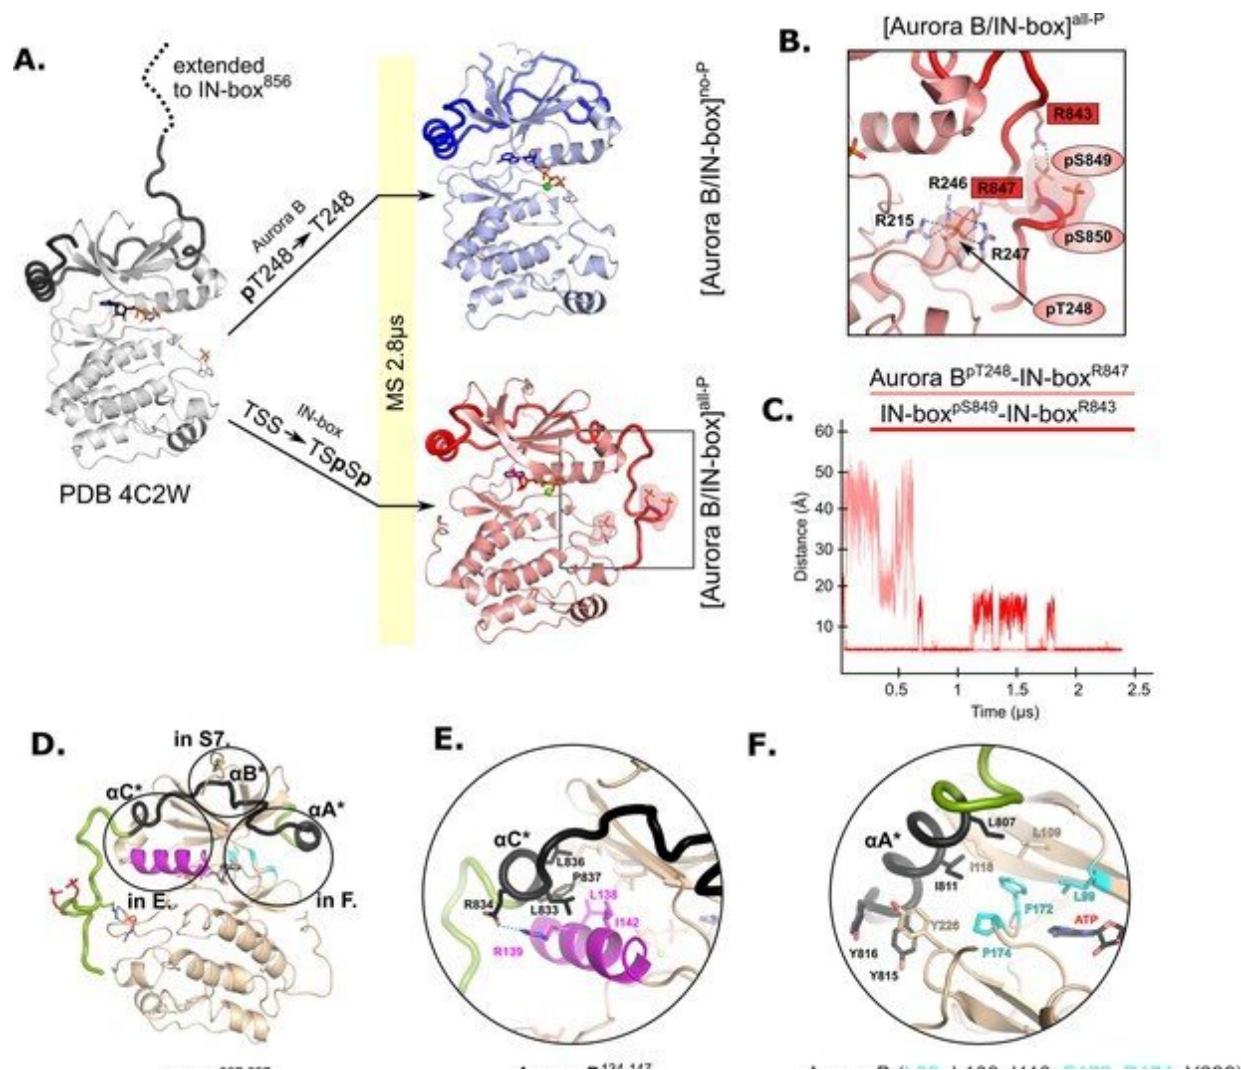 A.
extended
to IN-box856
Aurora B
pT248→T248
IN-box
TSS→TSpSp
PDB 4C2W
MS 2.8µs
[Aurora B/IN-box]no-P
[Aurora B/IN-box]all-P
B.
[Aurora B/IN-box]all-P
R843
pS849
R246
R847
R215
pS850
R247
pT248
C.
Aurora BpT248-IN-boxR847
IN-boxpS849-IN-boxR843
60
50
40
30
20
10
Distance (Å)
0.5 1 1.5 2 2.5
Time (µs)
D.
in S7.
αB*
αC*
αA*
in E.
in F.
E.
αC*
L836
P837
R834
L833
L138
I142
R139
F.
L807
αA*
L109
I118
I811
L99
F172
Y226
ATP
P174
Y816
Y815